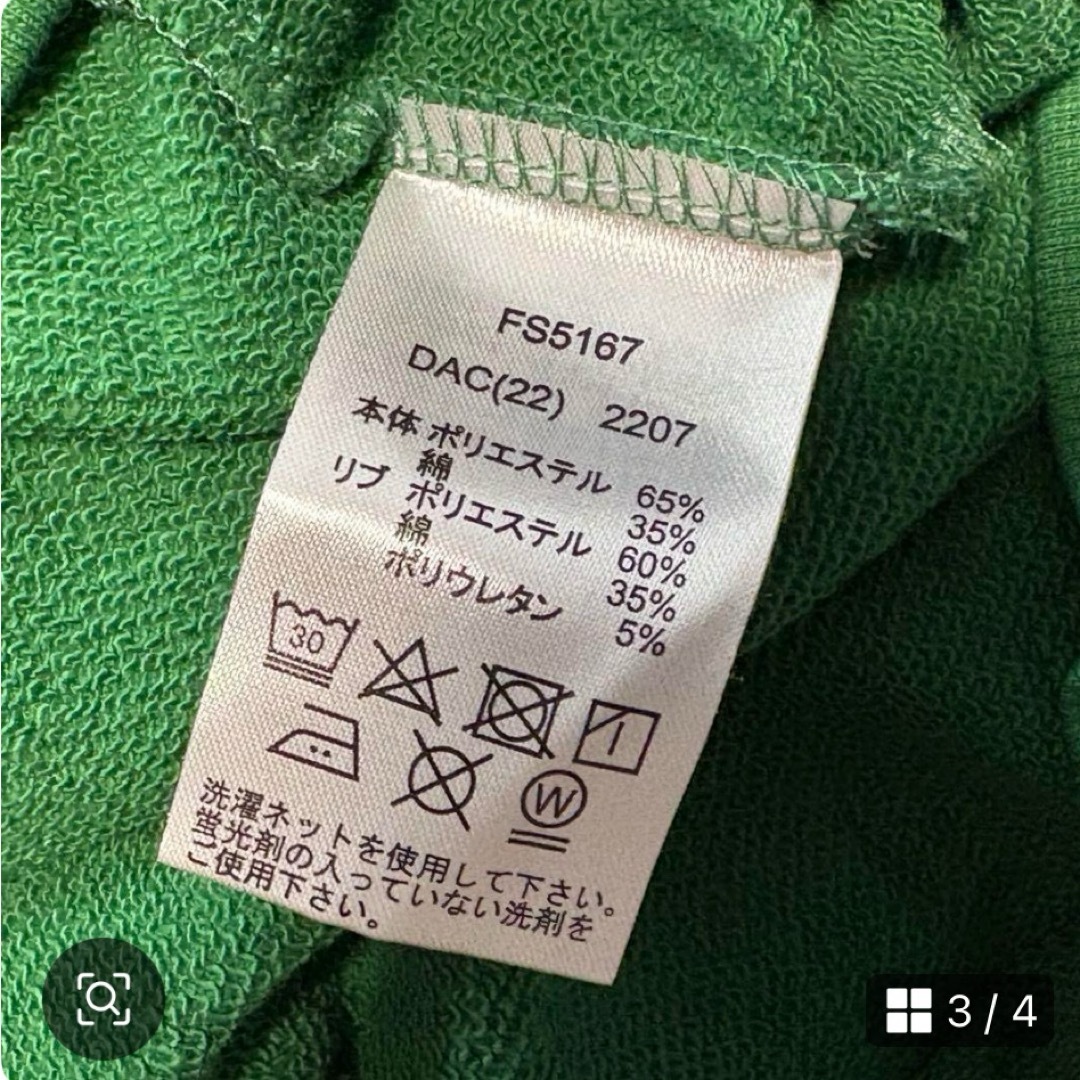 FS5167
DAC(22) 2207
本体 ポリエステル 65%
綿 35%
リブ ポリエステル 60%
綿 35%
ポリウレタン 5%
30
W
洗濯ネットを使用して下さい。
蛍光剤の入っていない洗剤を
ご使用下さい。
3 / 4